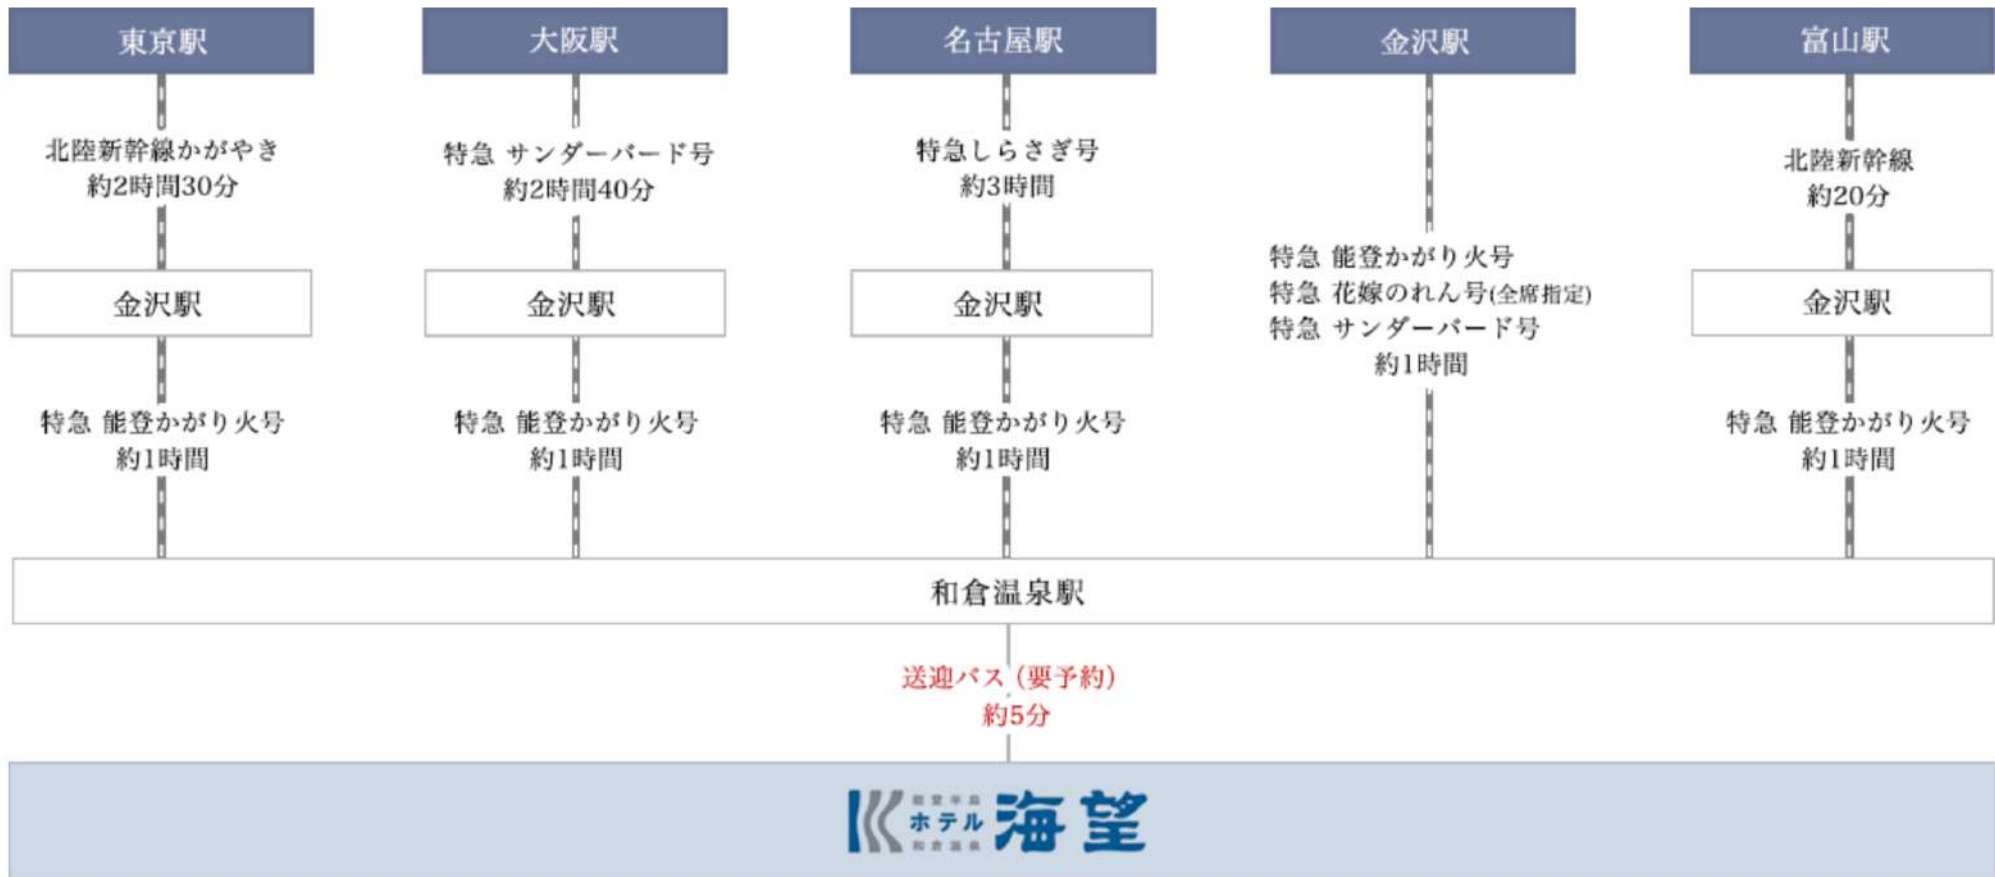 東京駅
大阪駅
名古屋駅
金沢駅
富山駅
北陸新幹線かがやき
約2時間30分
特急 サンダーバード号
約2時間40分
特急しらさぎ号
約3時間
特急 能登かがり火号
特急 花嫁のれん号(全席指定)
特急 サンダーバード号
約1時間
北陸新幹線
約20分
金沢駅
金沢駅
金沢駅
金沢駅
特急 能登かがり火号
約1時間
特急 能登かがり火号
約1時間
特急 能登かがり火号
約1時間
特急 能登かがり火号
約1時間
和倉温泉駅
送迎バス（要予約）
約5分
能登半島
ホテル
和倉温泉
海望